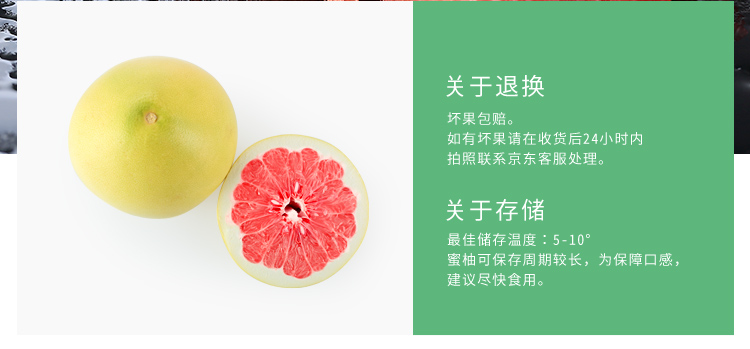 关于退换
坏果包赔。
如有坏果请在收货后24小时内
拍照联系京东客服处理。
关于存储
最佳储存温度：5-10°
蜜柚可保存周期较长，为保障口感，
建议尽快食用。